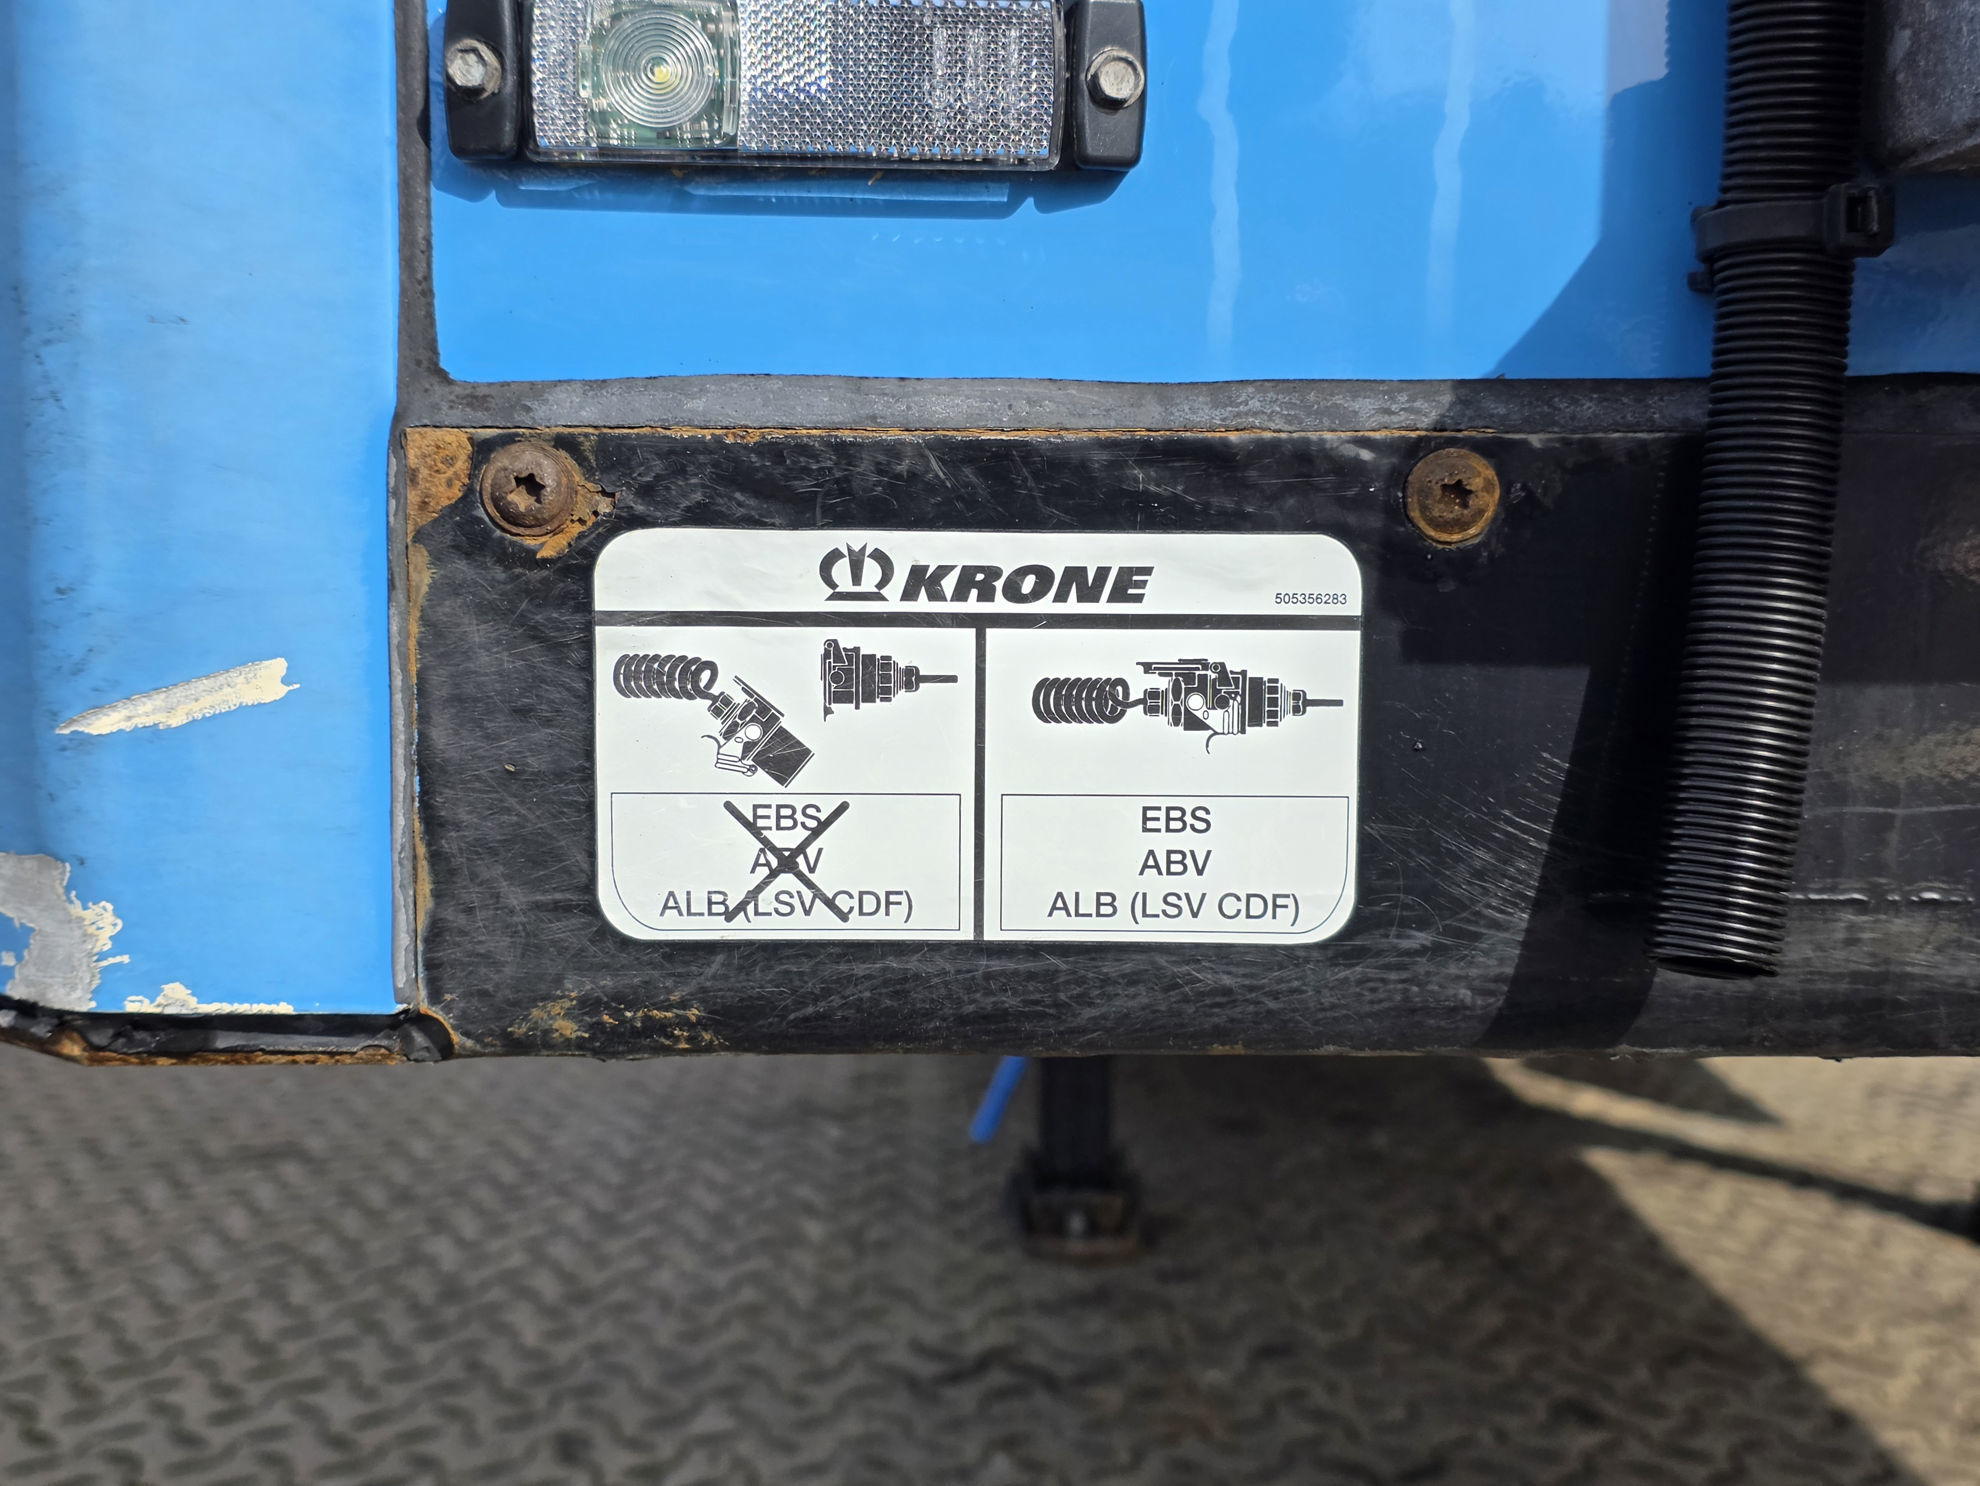 KRONE
505356283
EBS
ABV
ALB (LSV CDF)
EBS
ABV
ALB (LSV CDF)